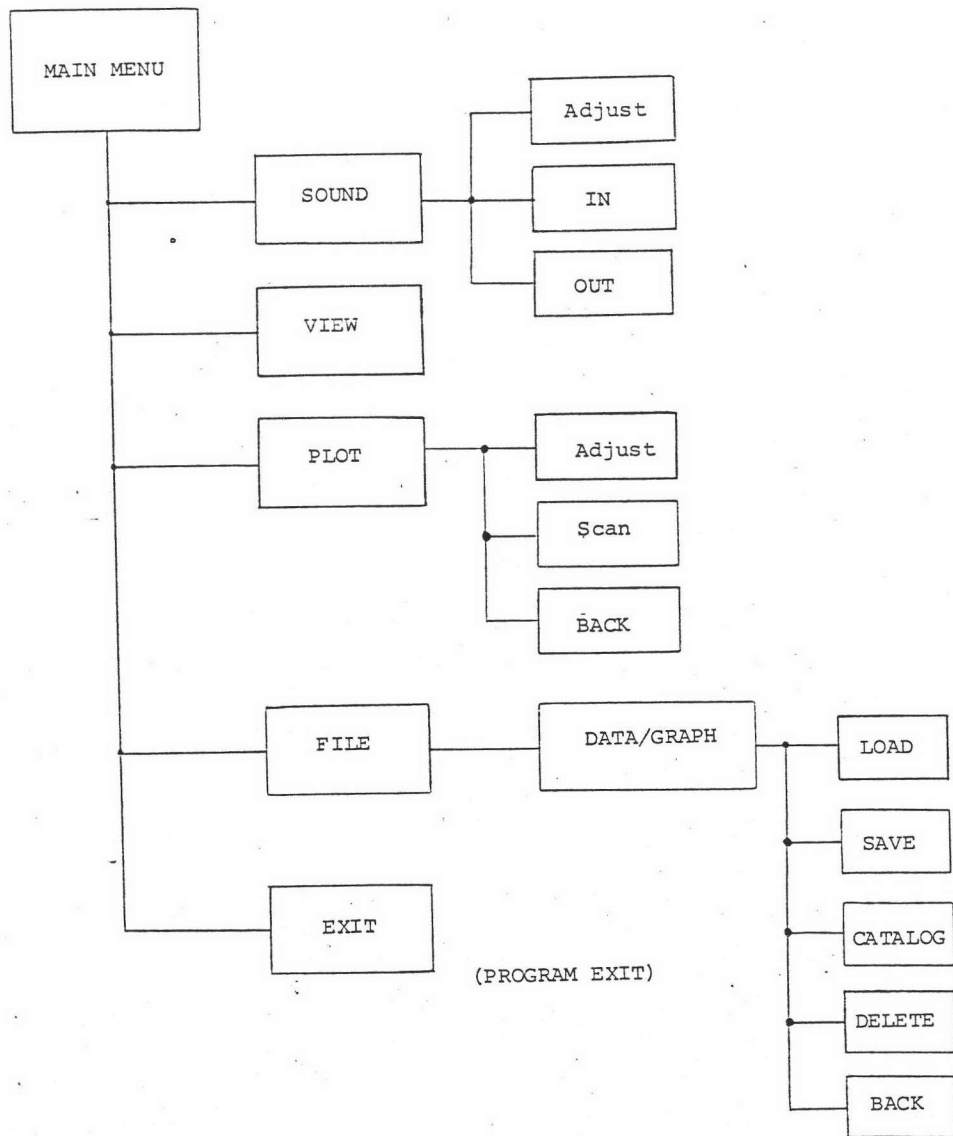 MAIN MENU
SOUND
Adjust
IN
OUT
VIEW
PLOT
Adjust
Scan
BACK
FILE
DATA/GRAPH
LOAD
SAVE
CATALOG
DELETE
BACK
EXIT
(PROGRAM EXIT)